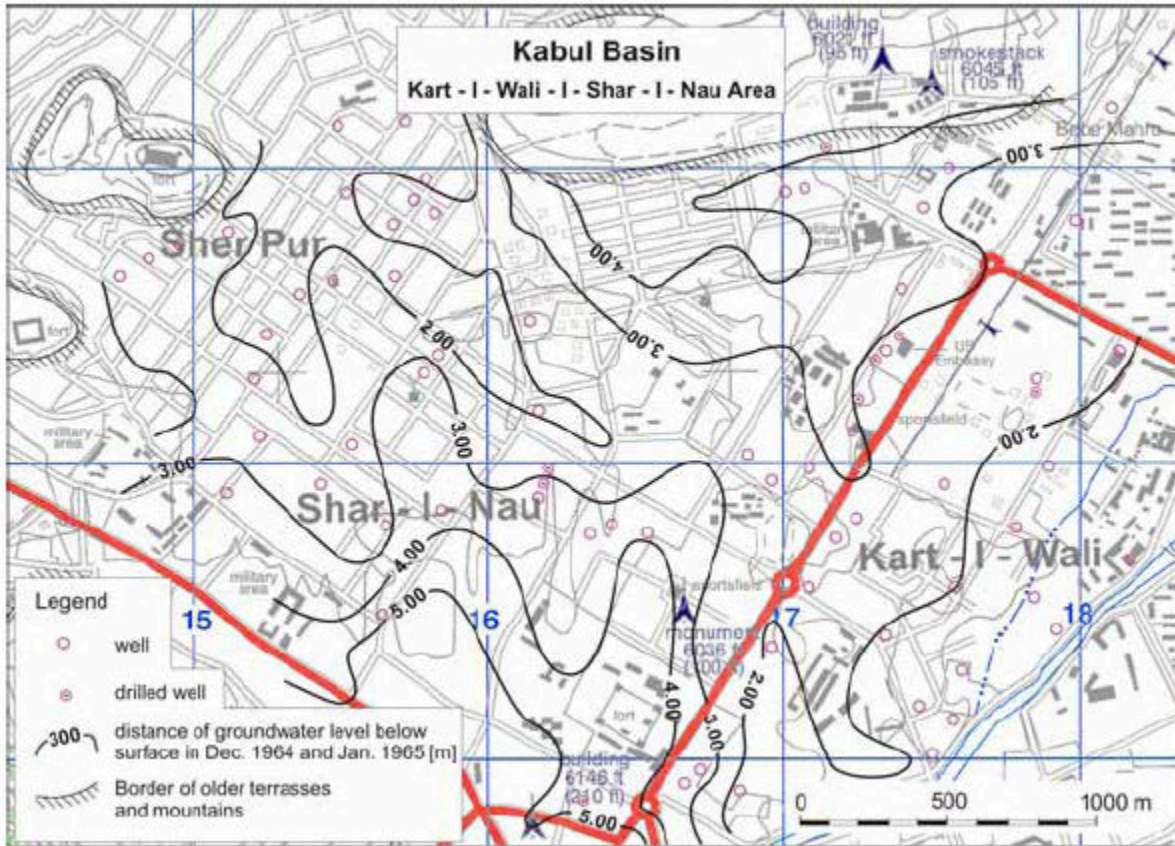 Kabul Basin
Kart - I - Wali - I - Shar - I - Nau Area
building
6027 ft
(95 ft)
smokestack
6045 ft
(105 ft)
3.00
fort
Sher Pur
military
area
4.00
fort
2.00
3.00
US
Embassy
military
area
3.00
3.00
sportsfield
2.00
Shar - I - Nau
4.00
Kart - I - Wali
military
area
5.00
sportsfield
15
16
17
18
monument
6036 ft
(100 ft)
2.00
4.00
fort
3.00
building
6146 ft
(210 ft)
5.00
Legend
well
drilled well
300
distance of groundwater level below
surface in Dec. 1964 and Jan. 1965 [m]
Border of older terrasses
and mountains
0 500 1000 m